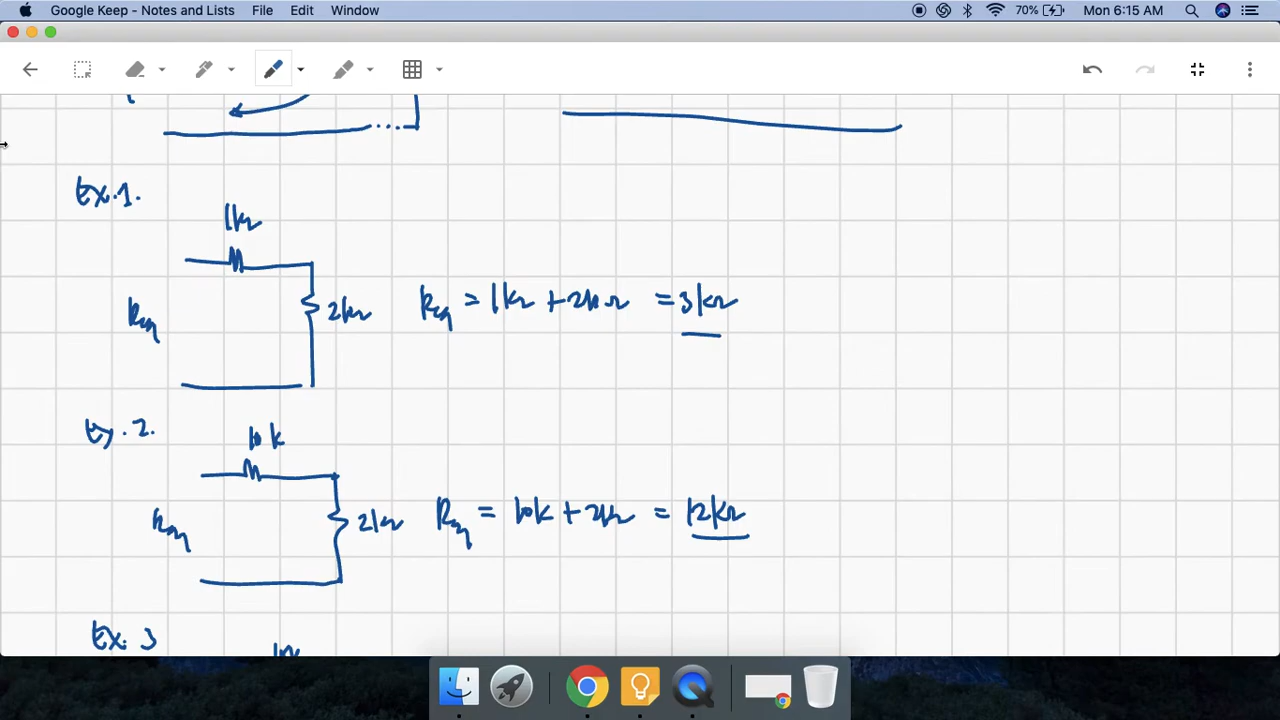 Google Keep - Notes and Lists File Edit Window 70% Mon 6:15 AM
Ex.1.
1kΩ
Req
2kΩ
Req = 1kΩ + 2kΩ = 3kΩ
Ex.2.
10k
Req
2kΩ
Req = 10k + 2kΩ = 12kΩ
Ex. 3